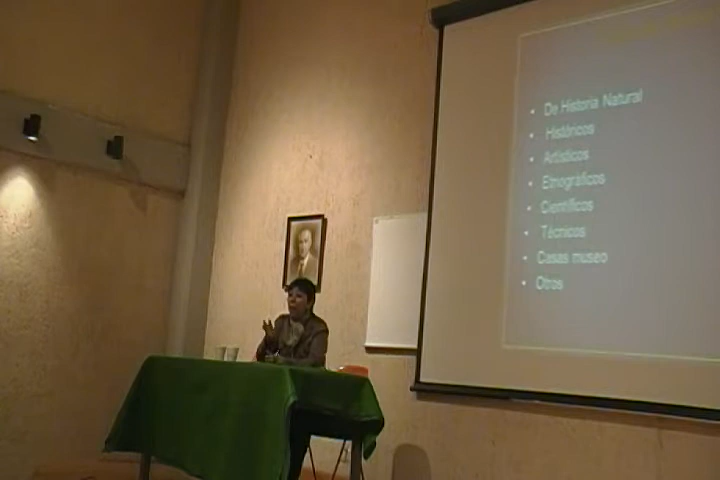 • De Historia Natural
• Históricos
• Artísticos
• Etnográficos
• Científicos
• Técnicos
• Casas museo
• Otros